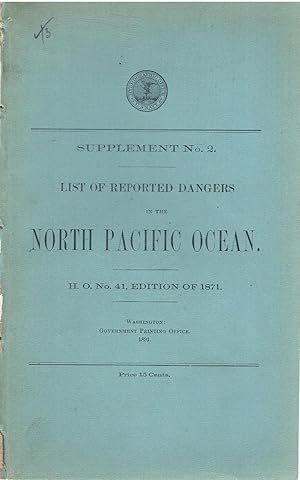 SUPPLEMENT No. 2.
LIST OF REPORTED DANGERS
IN THE
NORTH PACIFIC OCEAN.
H. O. No. 41, EDITION OF 1871.
WASHINGTON:
GOVERNMENT PRINTING OFFICE.
1891.
Price 15 Cents.